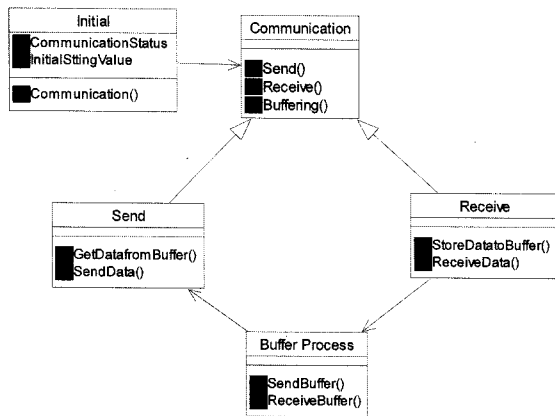 Initial
CommunicationStatus
InitialSttingValue
Communication()
Communication
Send()
Receive()
Buffering()
Send
GetDatafromBuffer()
SendData()
Receive
StoreDatatoBuffer()
ReceiveData()
Buffer Process
SendBuffer()
ReceiveBuffer()